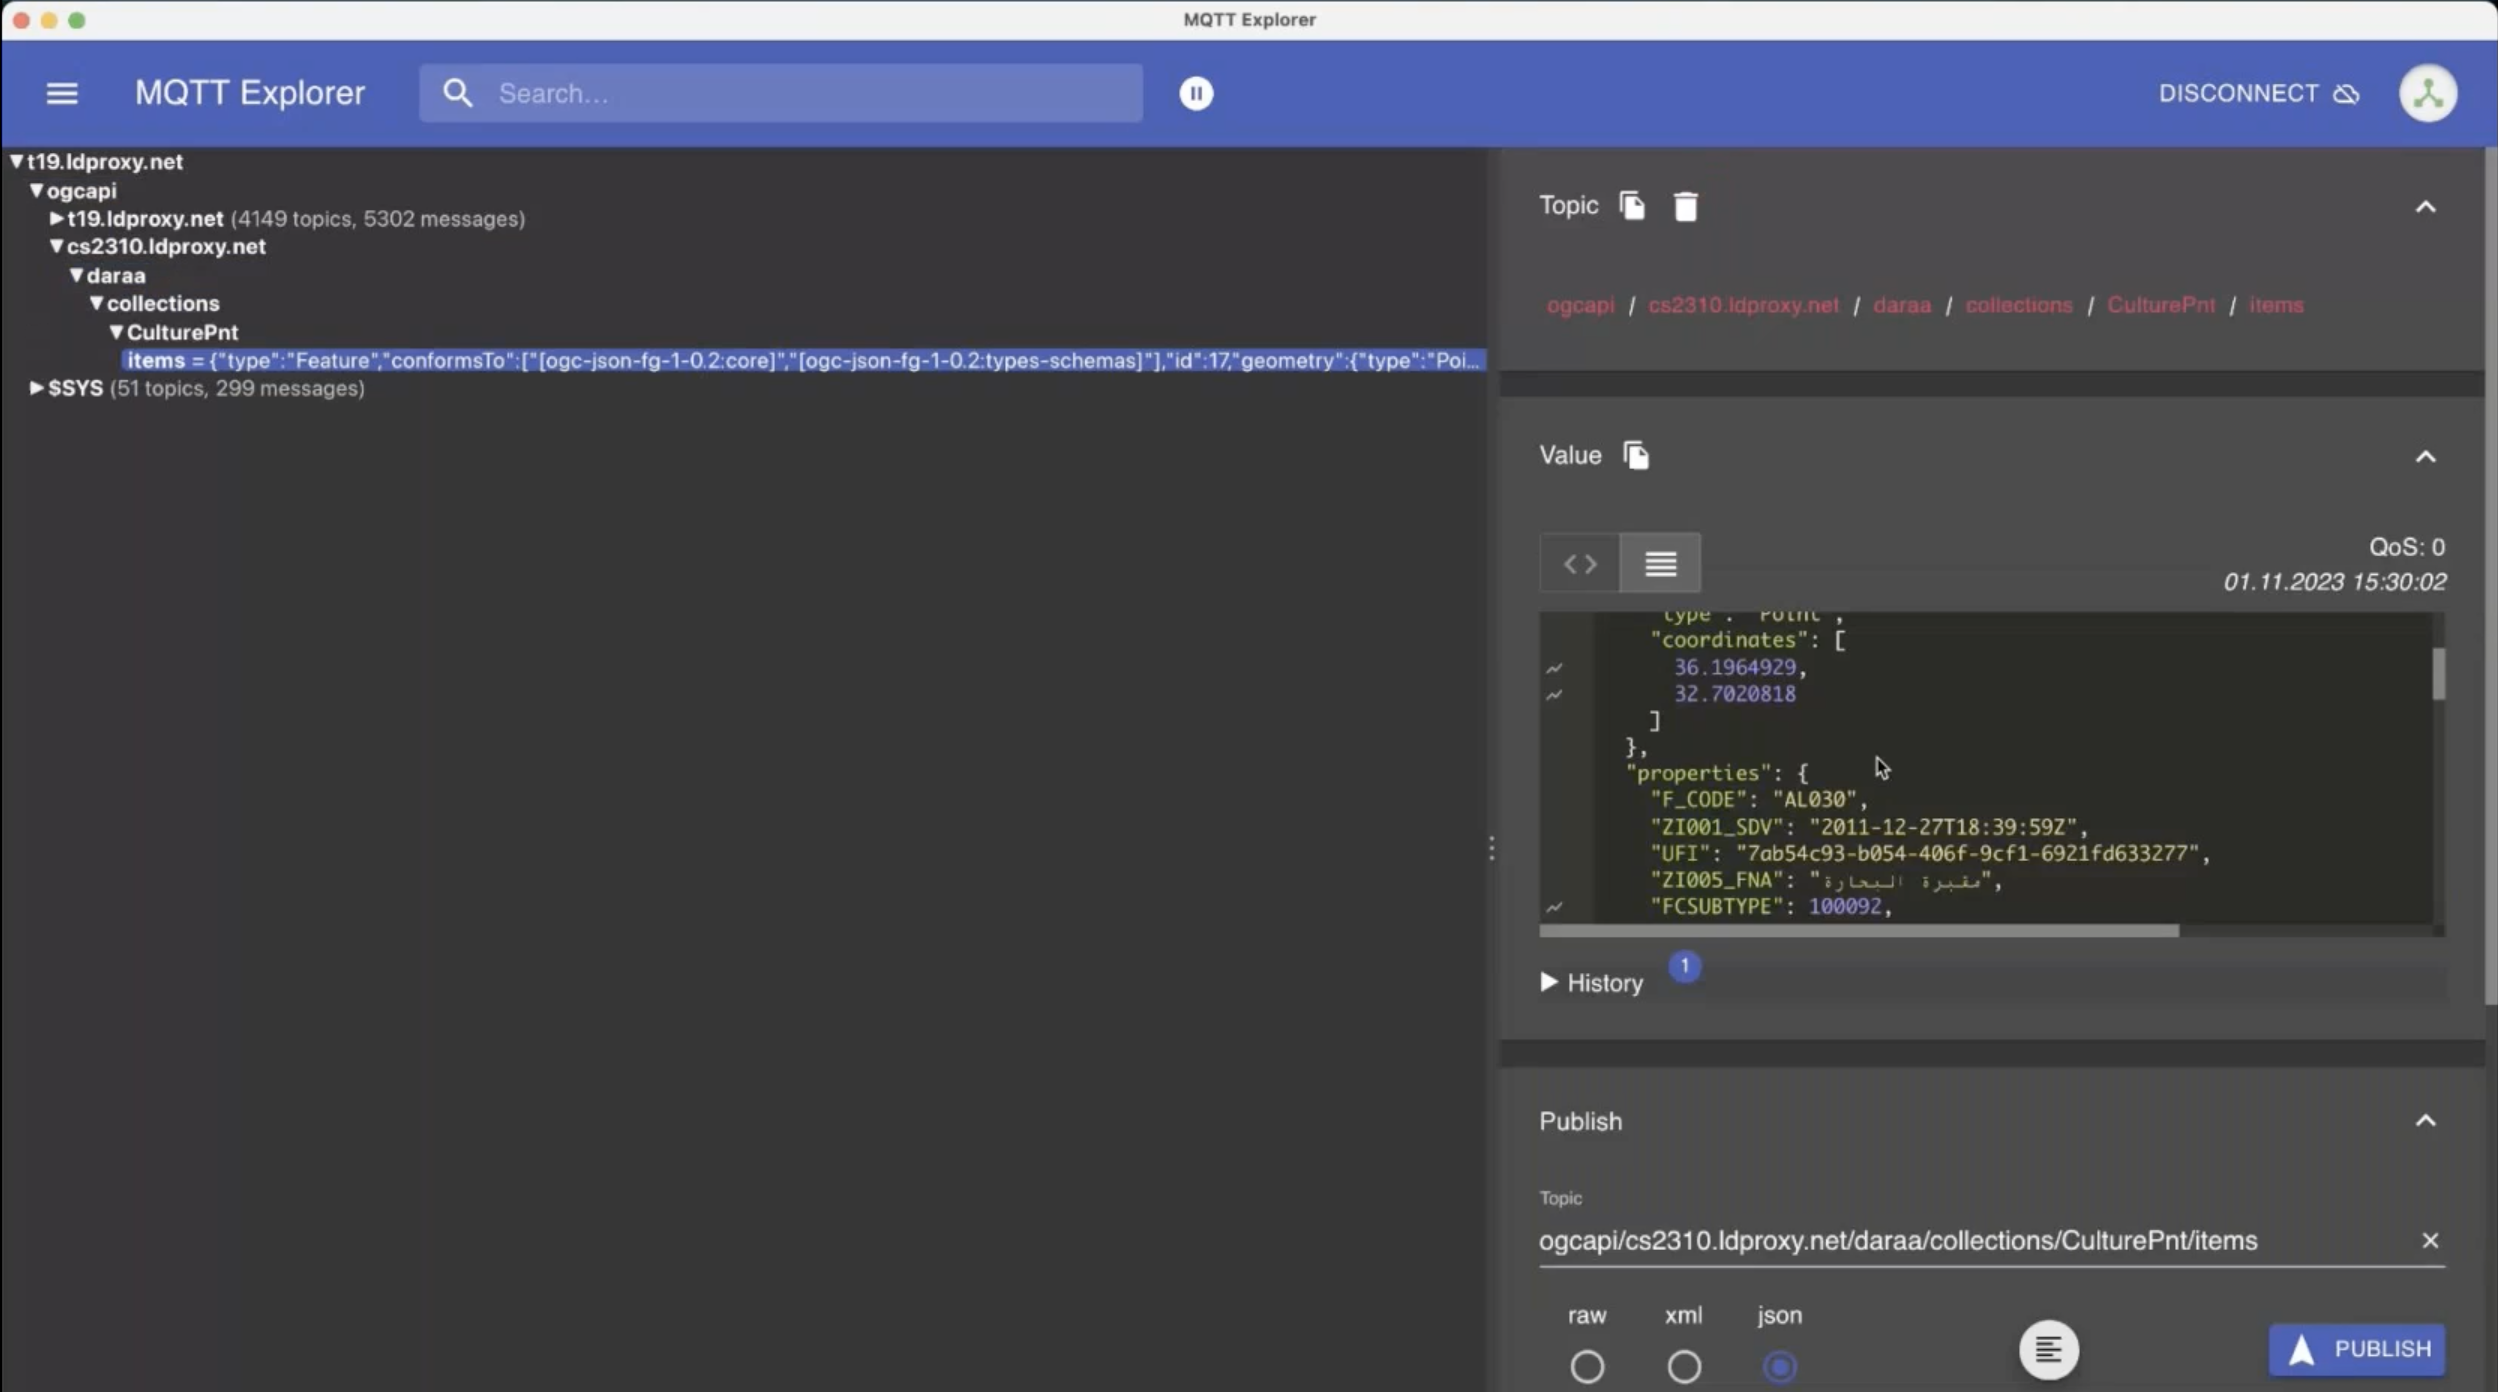 MQTT Explorer
MQTT Explorer
Search...
DISCONNECT
▼t19.ldproxy.net
▼ogcapi
▶t19.ldproxy.net (4149 topics, 5302 messages)
▼cs2310.ldproxy.net
▼daraa
▼collections
▼CulturePnt
items = {"type":"Feature","conformsTo":["[ogc-json-fg-1-0.2:core]","[ogc-json-fg-1-0.2:types-schemas]"],"id":17,"geometry":{"type":"Poi...
▶$SYS (51 topics, 299 messages)
Topic
ogcapi / cs2310.ldproxy.net / daraa / collections / CulturePnt / items
Value
QoS: 0
01.11.2023 15:30:02
"type": "Point",
"coordinates": [
36.1964929,
32.7020818
]
},
"properties": {
"F_CODE": "AL030",
"ZI001_SDV": "2011-12-27T18:39:59Z",
"UFI": "7ab54c93-b054-406f-9cf1-6921fd633277",
"ZI005_FNA": "مقبرة البحارة",
"FCSUBTYPE": 100092,
▶ History 1
Publish
Topic
ogcapi/cs2310.ldproxy.net/daraa/collections/CulturePnt/items
raw xml json
PUBLISH